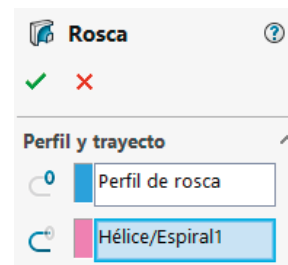 Rosca
Perfil y trayecto
Perfil de rosca
Hélice/Espiral1